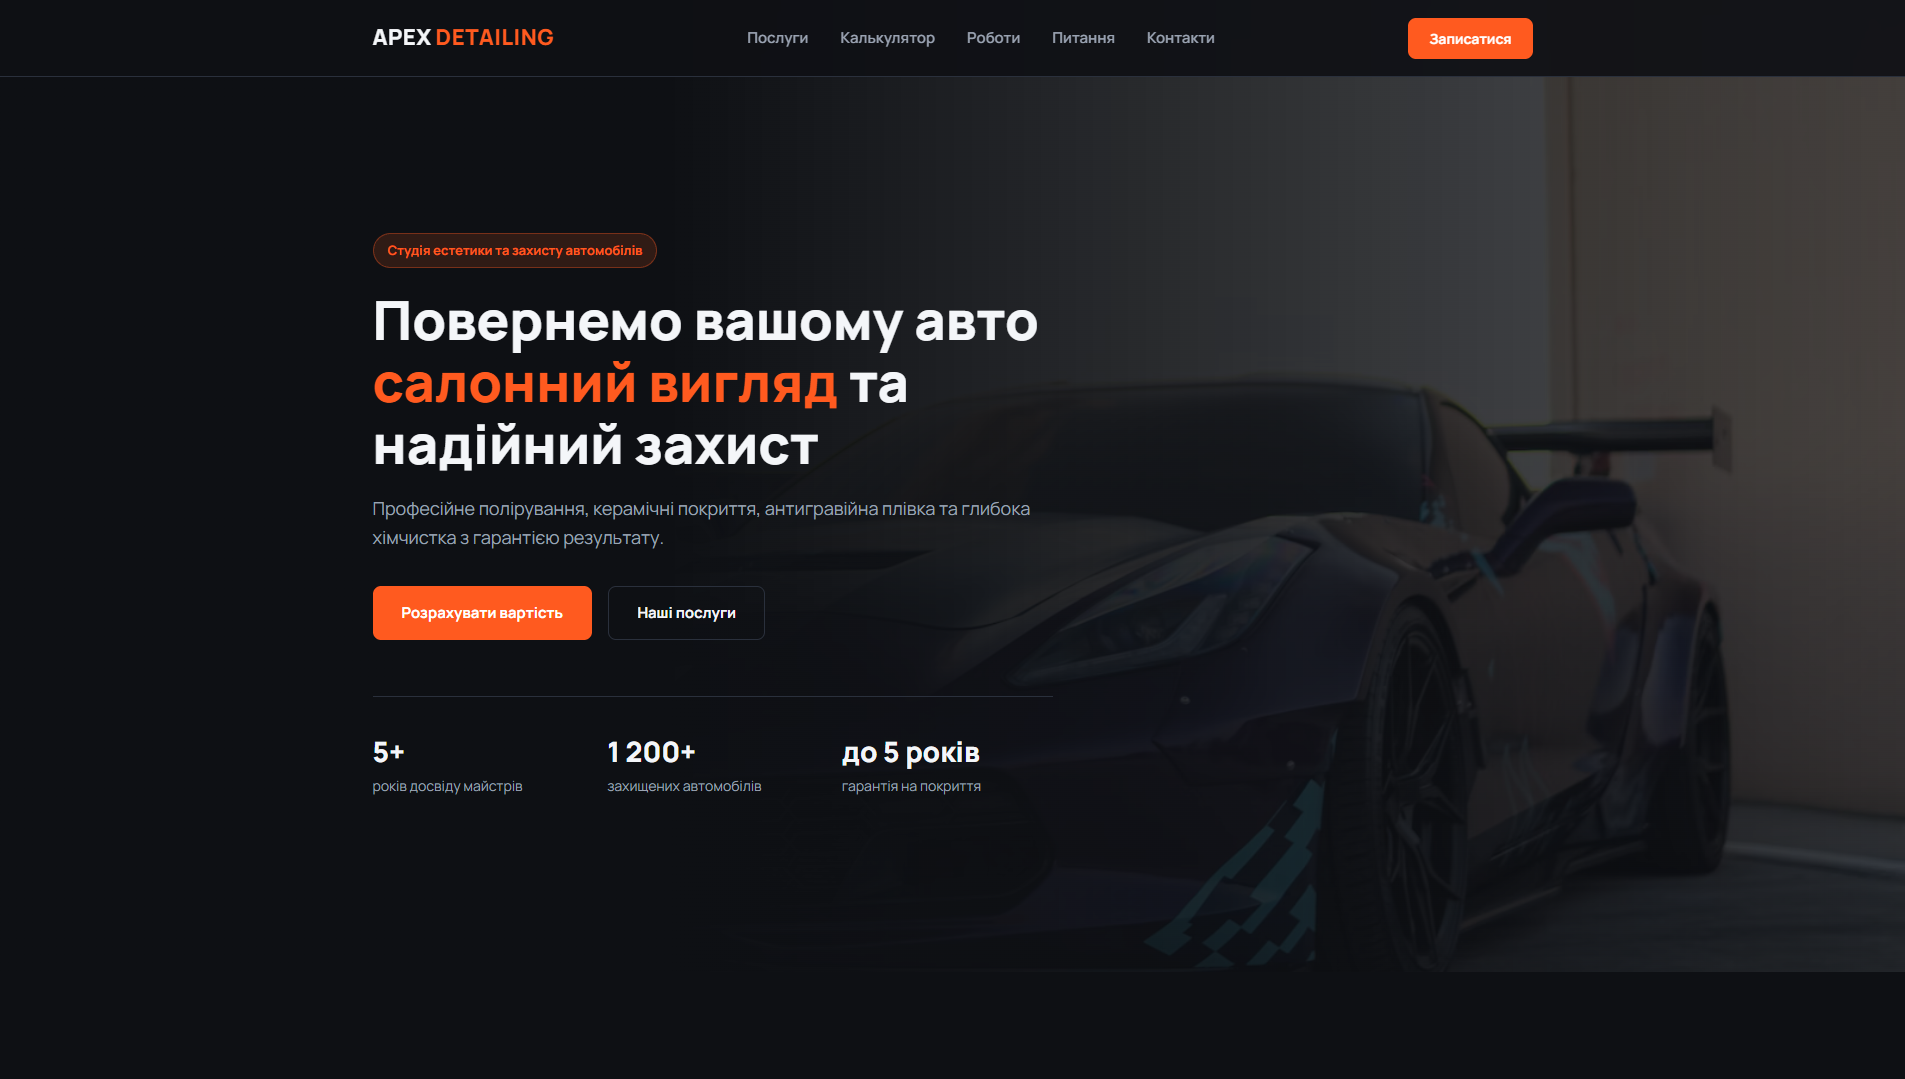 APEX DETAILING
Послуги
Калькулятор
Роботи
Питання
Контакти
Записатися
Студія естетики та захисту автомобілів
Повернемо вашому авто
салонний вигляд та
надійний захист
Професійне полірування, керамічні покриття, антигравійна плівка та глибока
хімчистка з гарантією результату.
Розрахувати вартість
Наші послуги
5+
років досвіду майстрів
1 200+
захищених автомобілів
до 5 років
гарантія на покриття